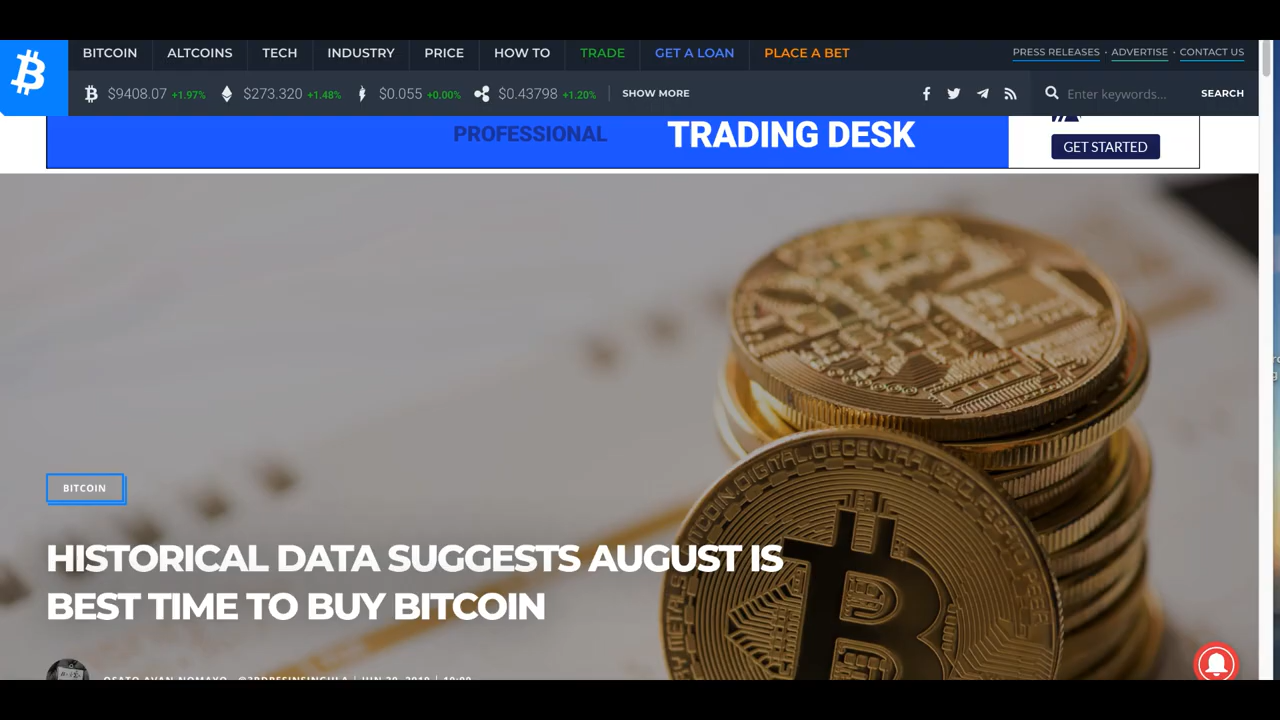 BITCOIN ALTCOINS TECH INDUSTRY PRICE HOW TO TRADE GET A LOAN PLACE A BET PRESS RELEASES · ADVERTISE · CONTACT US
$9408.07 +1.97% $273.320 +1.48% $0.055 +0.00% $0.43798 +1.20% SHOW MORE Enter keywords... SEARCH
PROFESSIONAL TRADING DESK
GET STARTED
BITCOIN
HISTORICAL DATA SUGGESTS AUGUST IS
BEST TIME TO BUY BITCOIN